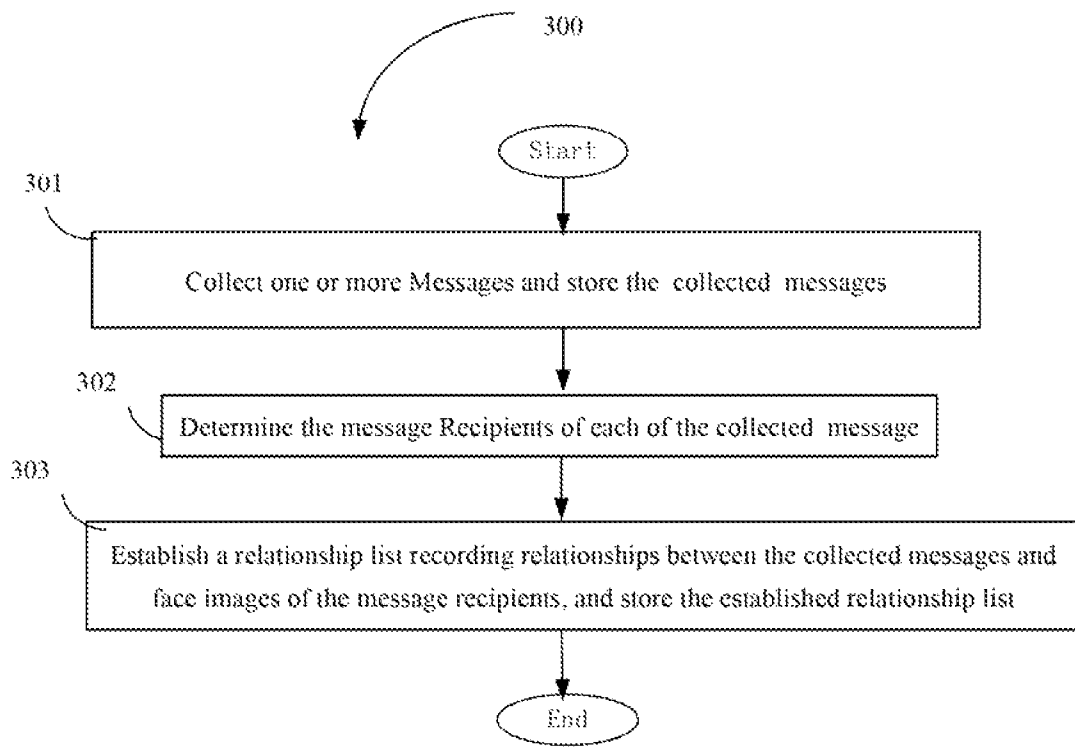 300
Start
301
Collect one or more Messages and store the collected messages
302
Determine the message Recipients of each of the collected message
303
Establish a relationship list recording relationships between the collected messages and
face images of the message recipients, and store the established relationship list
End